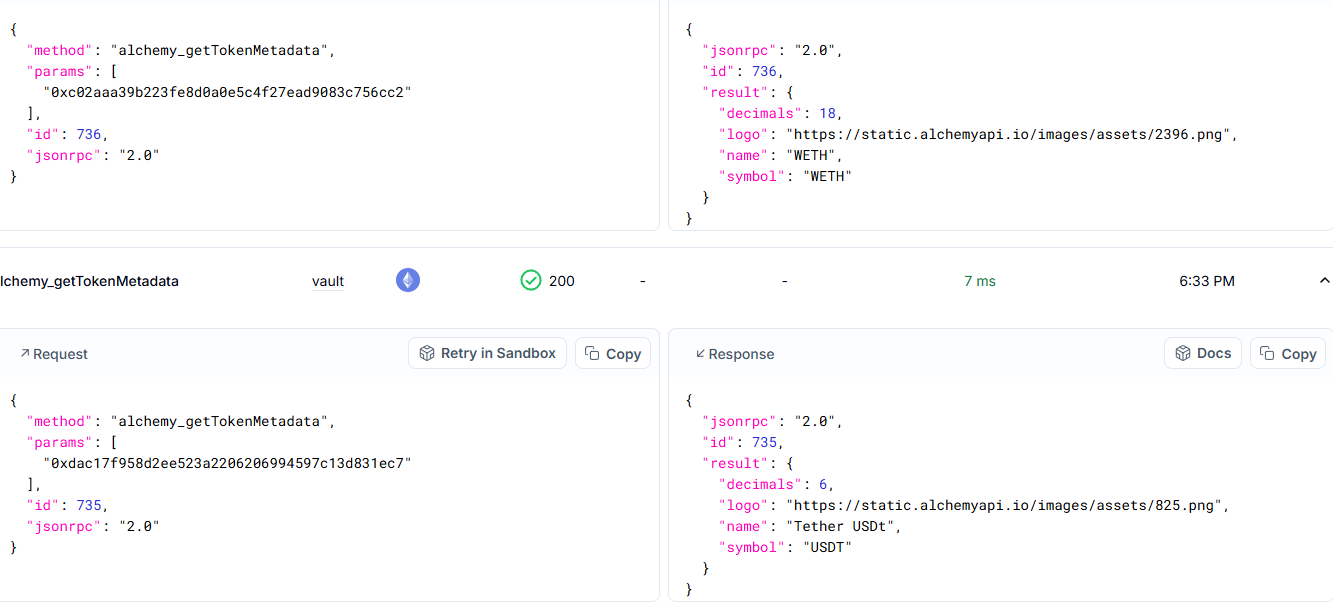 {
"method": "alchemy_getTokenMetadata",
"params": [
"0xc02aaa39b223fe8d0a0e5c4f27ead9083c756cc2"
],
"id": 736,
"jsonrpc": "2.0"
}
{
"jsonrpc": "2.0",
"id": 736,
"result": {
"decimals": 18,
"logo": "https://static.alchemyapi.io/images/assets/2396.png",
"name": "WETH",
"symbol": "WETH"
}
}
lchemy_getTokenMetadata vault 200 - - 7 ms 6:33 PM
Request Retry in Sandbox Copy
{
"method": "alchemy_getTokenMetadata",
"params": [
"0xdac17f958d2ee523a2206206994597c13d831ec7"
],
"id": 735,
"jsonrpc": "2.0"
}
Response Docs Copy
{
"jsonrpc": "2.0",
"id": 735,
"result": {
"decimals": 6,
"logo": "https://static.alchemyapi.io/images/assets/825.png",
"name": "Tether USDt",
"symbol": "USDT"
}
}